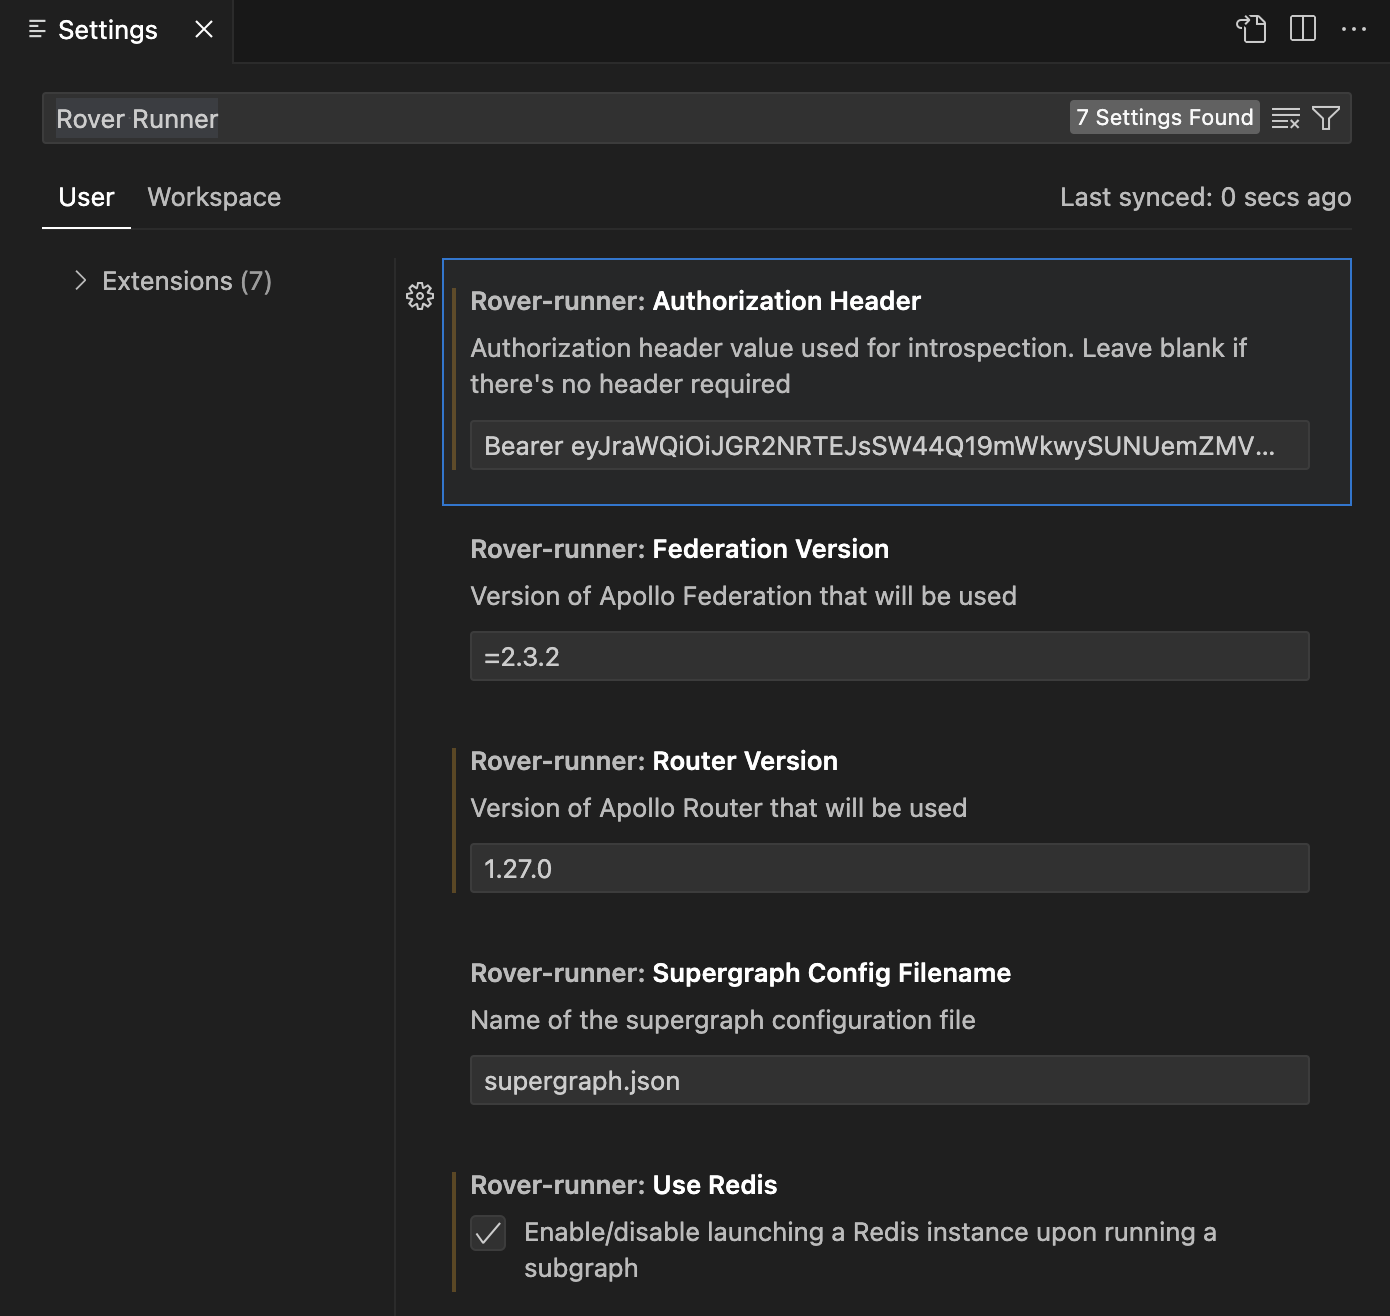 Settings
Rover Runner
7 Settings Found
User Workspace
Last synced: 0 secs ago
Extensions (7)
Rover-runner: Authorization Header
Authorization header value used for introspection. Leave blank if
there's no header required
Bearer eyJraWQiOiJGR2NRTEJsSW44Q19mWkwySUNUemZMV...
Rover-runner: Federation Version
Version of Apollo Federation that will be used
=2.3.2
Rover-runner: Router Version
Version of Apollo Router that will be used
1.27.0
Rover-runner: Supergraph Config Filename
Name of the supergraph configuration file
supergraph.json
Rover-runner: Use Redis
Enable/disable launching a Redis instance upon running a
subgraph